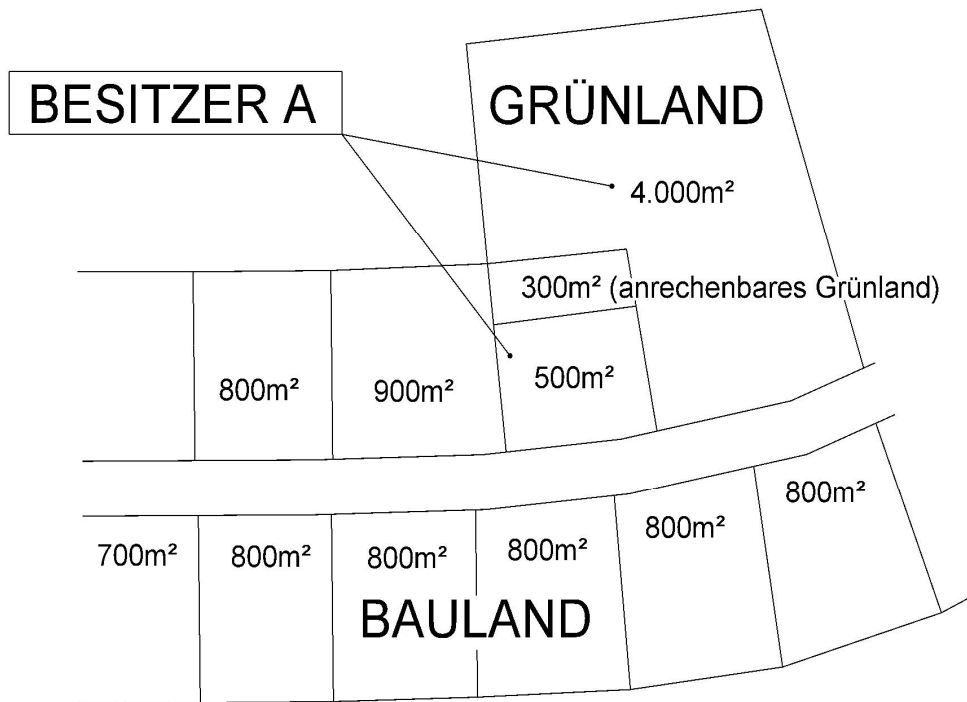 BESITZER A
GRÜNLAND
4.000m²
300m² (anrechenbares Grünland)
800m²
900m²
500m²
700m²
800m²
800m²
800m²
800m²
800m²
BAULAND